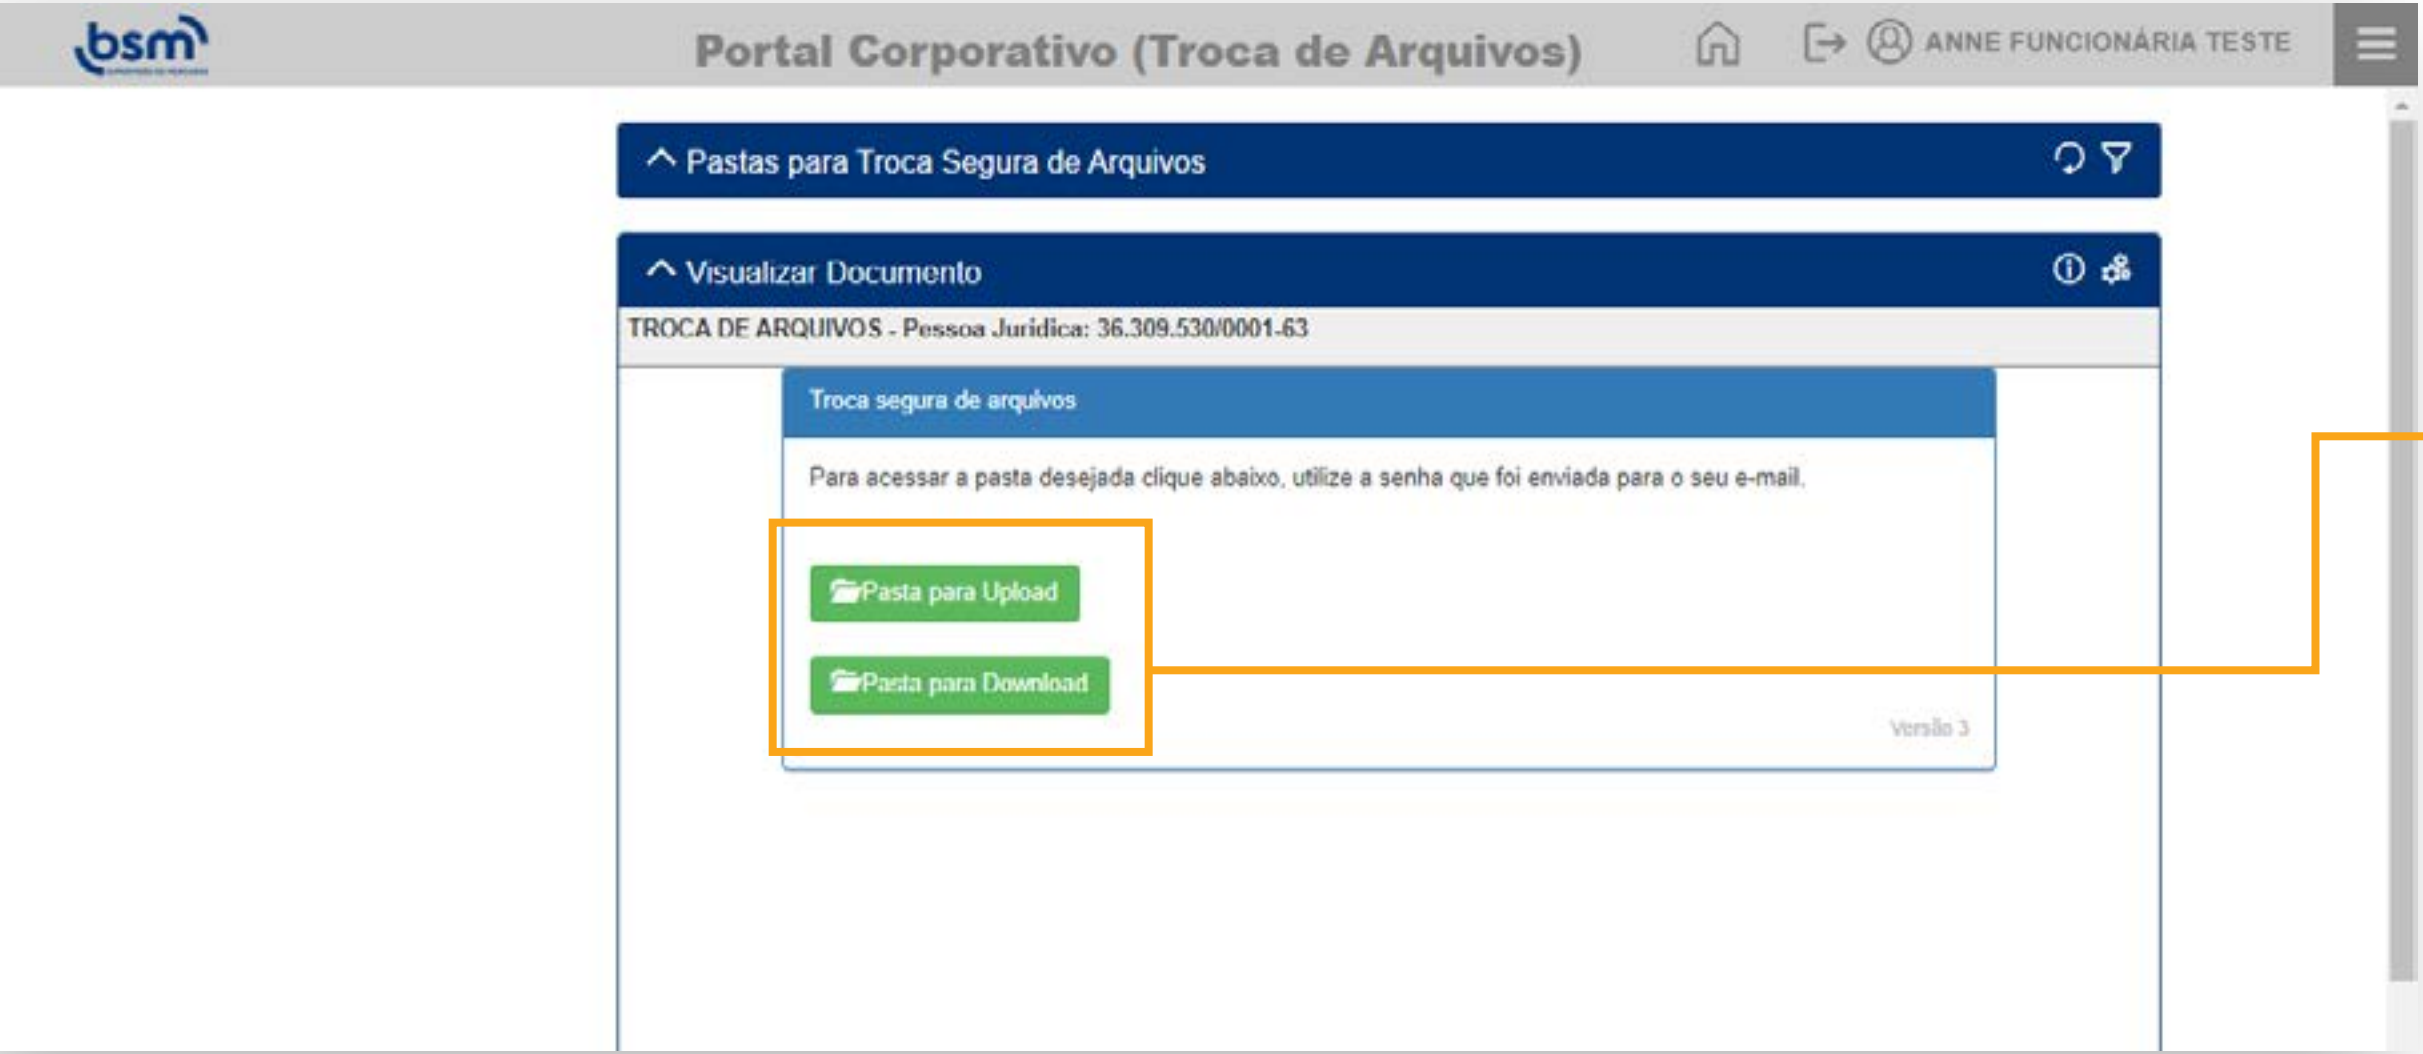 bsm
Portal Corporativo (Troca de Arquivos)
ANNE FUNCIONÁRIA TESTE
Pastas para Troca Segura de Arquivos
Visualizar Documento
TROCA DE ARQUIVOS - Pessoa Juridica: 36.309.530/0001-63
Troca segura de arquivos
Para acessar a pasta desejada clique abaixo, utilize a senha que foi enviada para o seu e-mail.
Pasta para Upload
Pasta para Download
Versão 3